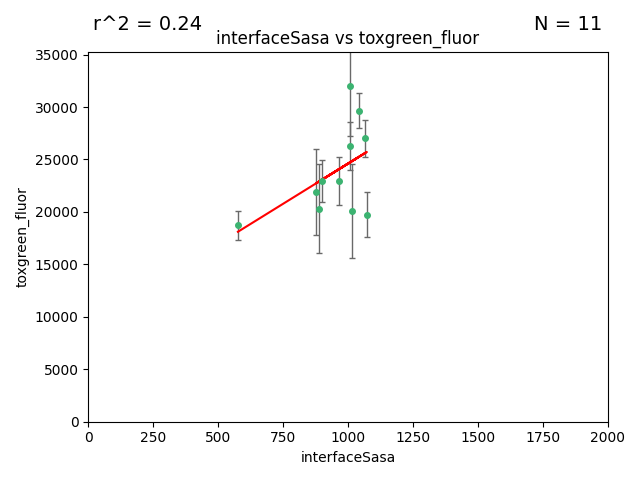 r^2 = 0.24
N = 11
interfaceSasa vs toxgreen_fluor
35000
30000
25000
20000
15000
10000
5000
0
toxgreen_fluor
0 250 500 750 1000 1250 1500 1750 2000
interfaceSasa